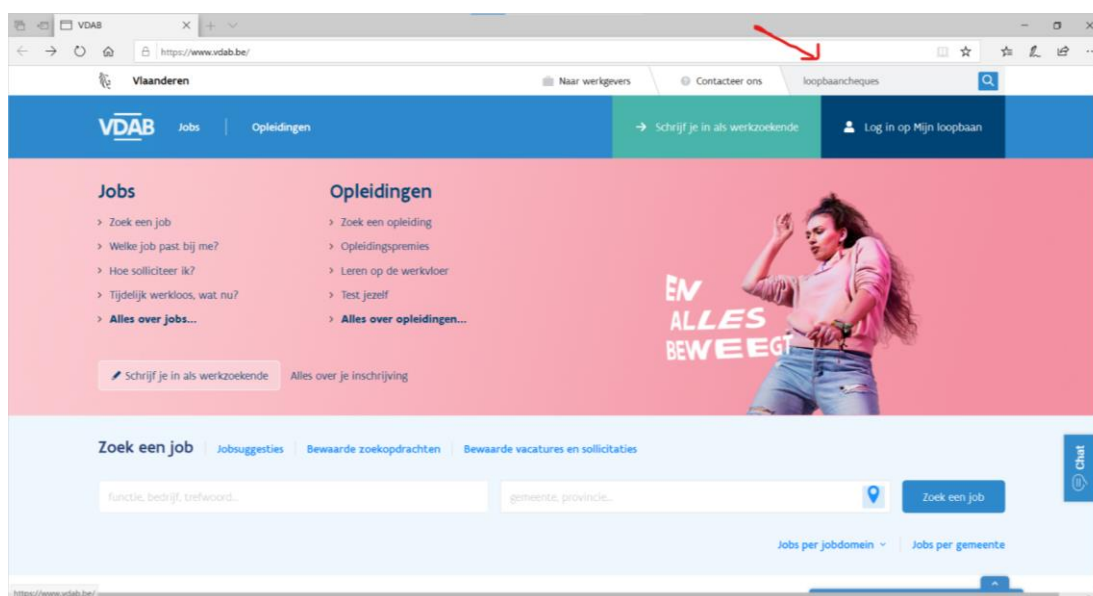 VDAB
https://www.vdab.be/
Vlaanderen
Naar werkgevers
Contacteer ons
loopbaancheques
VDAB
Jobs
Opleidingen
Schrijf je in als werkzoekende
Log in op Mijn loopbaan
Jobs
Zoek een job
Welke job past bij me?
Hoe solliciteer ik?
Tijdelijk werkloos, wat nu?
Alles over jobs...
Opleidingen
Zoek een opleiding
Opleidingspremies
Leren op de werkvloer
Test jezelf
Alles over opleidingen...
EN
ALLES
BEWEEGT
Schrijf je in als werkzoekende
Alles over je inschrijving
Zoek een job
Jobsuggesties
Bewaarde zoekopdrachten
Bewaarde vacatures en sollicitaties
functie, bedrijf, trefwoord...
gemeente, provincie...
Zoek een job
Chat
Jobs per jobdomein
Jobs per gemeente
https://www.vdab.be/